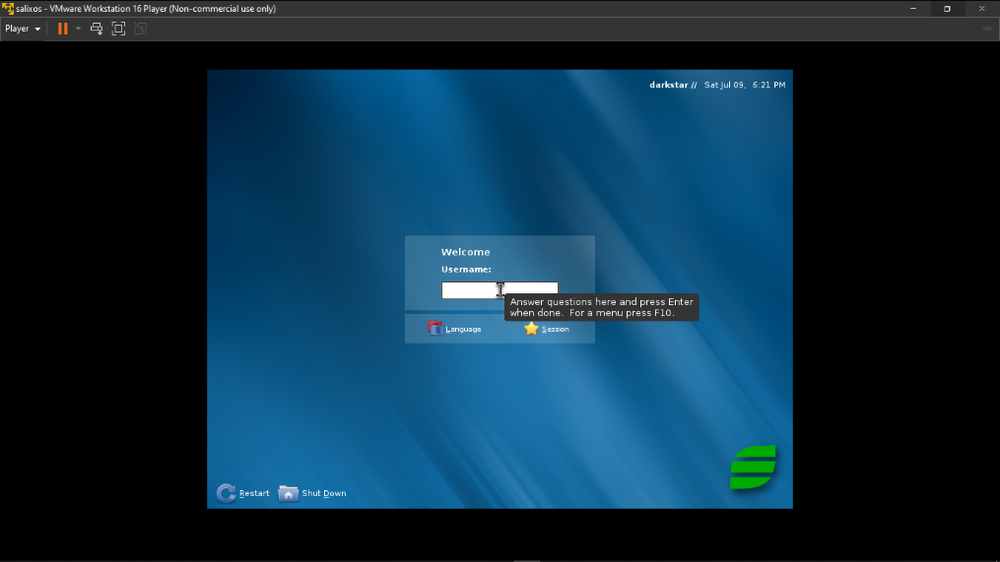 salixos - VMware Workstation 16 Player (Non-commercial use only)
Player
darkstar // Sat Jul 09, 6:21 PM
Welcome
Username:
Answer questions here and press Enter
when done. For a menu press F10.
Language
Session
Restart
Shut Down